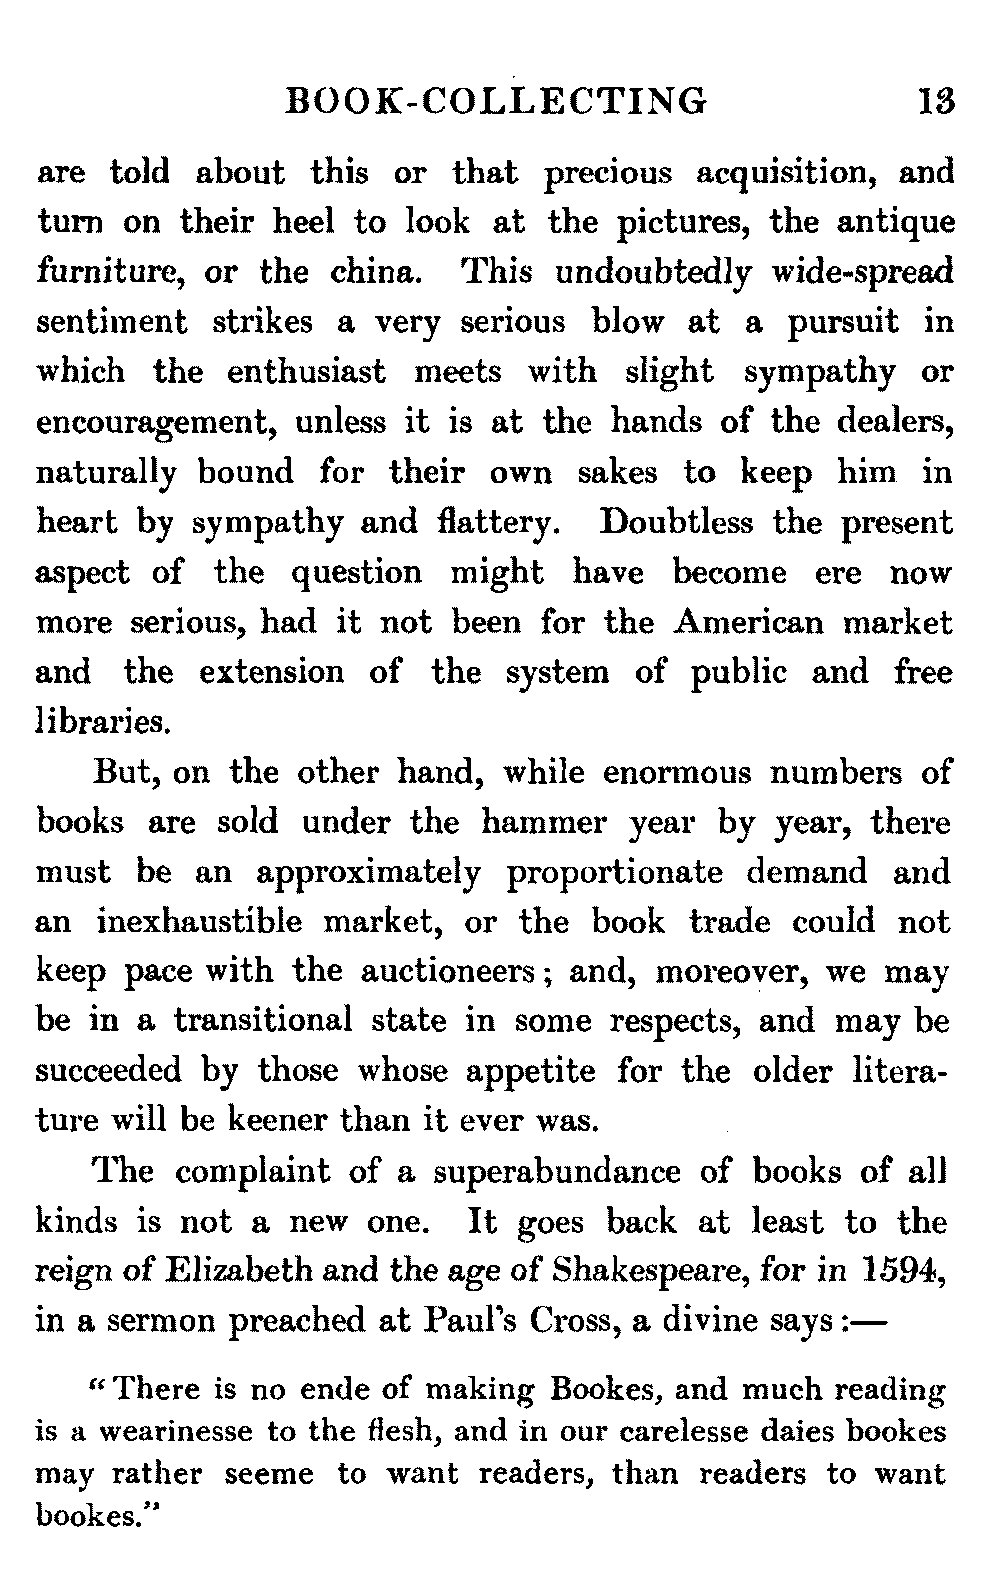 BOOK-COLLECTING 13
are told about this or that precious acquisition, and
turn on their heel to look at the pictures, the antique
furniture, or the china. This undoubtedly wide-spread
sentiment strikes a very serious blow at a pursuit in
which the enthusiast meets with slight sympathy or
encouragement, unless it is at the hands of the dealers,
naturally bound for their own sakes to keep him in
heart by sympathy and flattery. Doubtless the present
aspect of the question might have become ere now
more serious, had it not been for the American market
and the extension of the system of public and free
libraries.
But, on the other hand, while enormous numbers of
books are sold under the hammer year by year, there
must be an approximately proportionate demand and
an inexhaustible market, or the book trade could not
keep pace with the auctioneers; and, moreover, we may
be in a transitional state in some respects, and may be
succeeded by those whose appetite for the older litera-
ture will be keener than it ever was.
The complaint of a superabundance of books of all
kinds is not a new one. It goes back at least to the
reign of Elizabeth and the age of Shakespeare, for in 1594,
in a sermon preached at Paul's Cross, a divine says:—
"There is no ende of making Bookes, and much reading
is a wearinesse to the flesh, and in our carelesse daies bookes
may rather seeme to want readers, than readers to want
bookes."